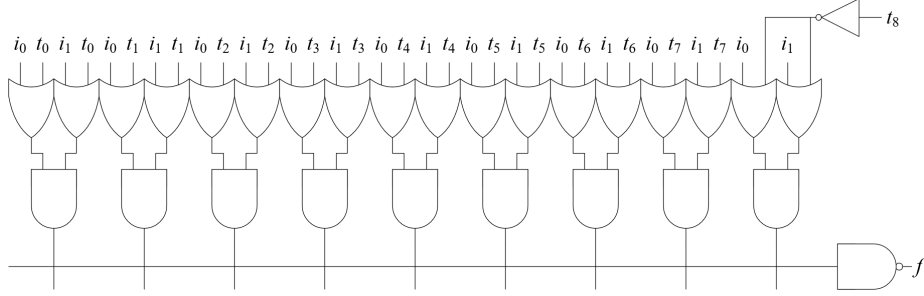 t₈
i₀ t₀ i₁ t₀ i₀ t₁ i₁ t₁ i₀ t₂ i₁ t₂ i₀ t₃ i₁ t₃ i₀ t₄ i₁ t₄ i₀ t₅ i₁ t₅ i₀ t₆ i₁ t₆ i₀ t₇ i₁ t₇ i₀ i₁
f